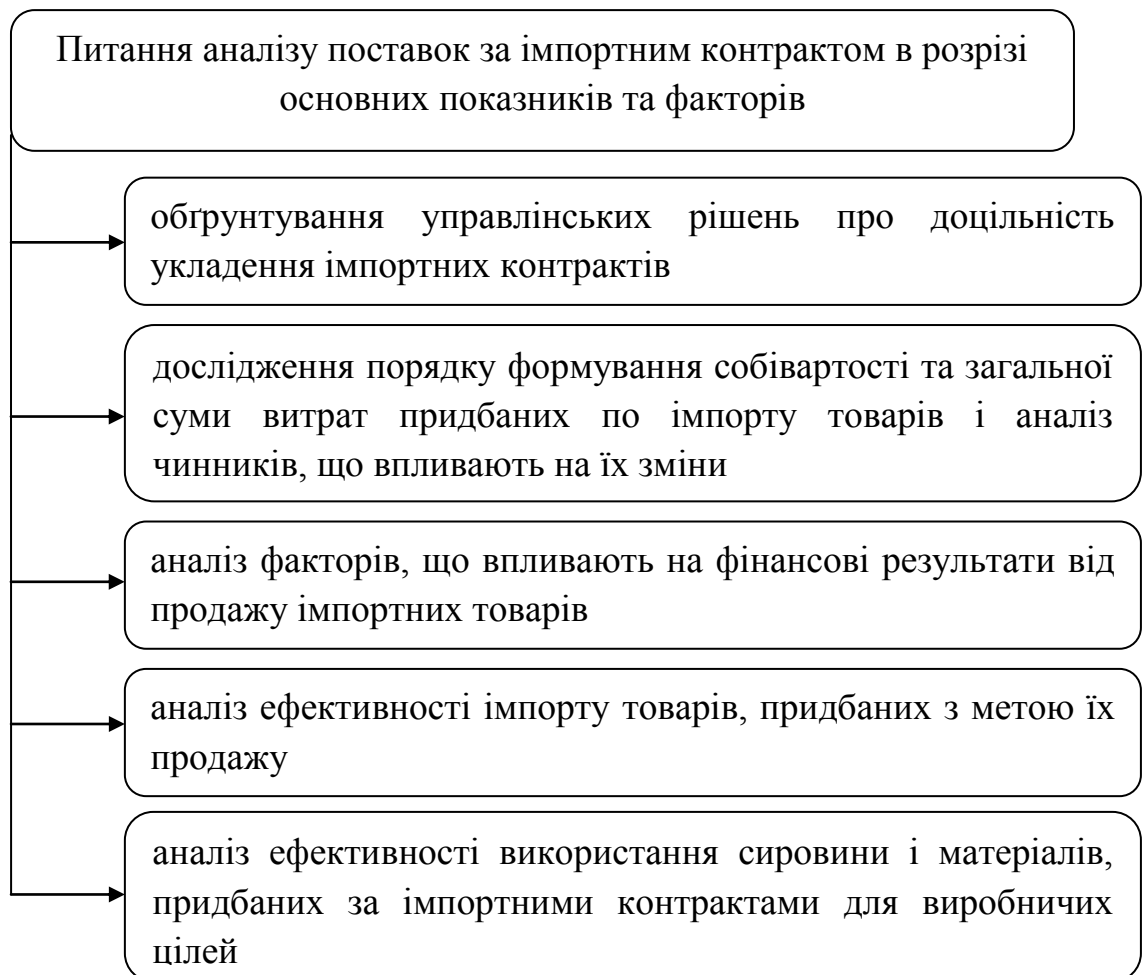 Питання аналізу поставок за імпортним контрактом в розрізі
основних показників та факторів
обґрунтування управлінських рішень про доцільність
укладення імпортних контрактів
дослідження порядку формування собівартості та загальної
суми витрат придбаних по імпорту товарів і аналіз
чинників, що впливають на їх зміни
аналіз факторів, що впливають на фінансові результати від
продажу імпортних товарів
аналіз ефективності імпорту товарів, придбаних з метою їх
продажу
аналіз ефективності використання сировини і матеріалів,
придбаних за імпортними контрактами для виробничих
цілей